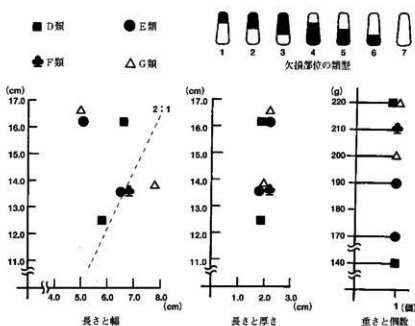 D類 E類
F類 G類
1 2 3 4 5 6 7
欠損部位の類型
(cm) (cm) (g)
17.0 17.0 220
2:1
16.0 16.0 210
15.0 15.0 200
14.0 14.0 190
13.0 13.0 170
12.0 12.0 140
11.0 11.0
4.0 5.0 6.0 7.0 8.0 (cm)
1.0 2.0 3.0 (cm)
1 (個)
長さと幅 長さと厚さ 重さと個数